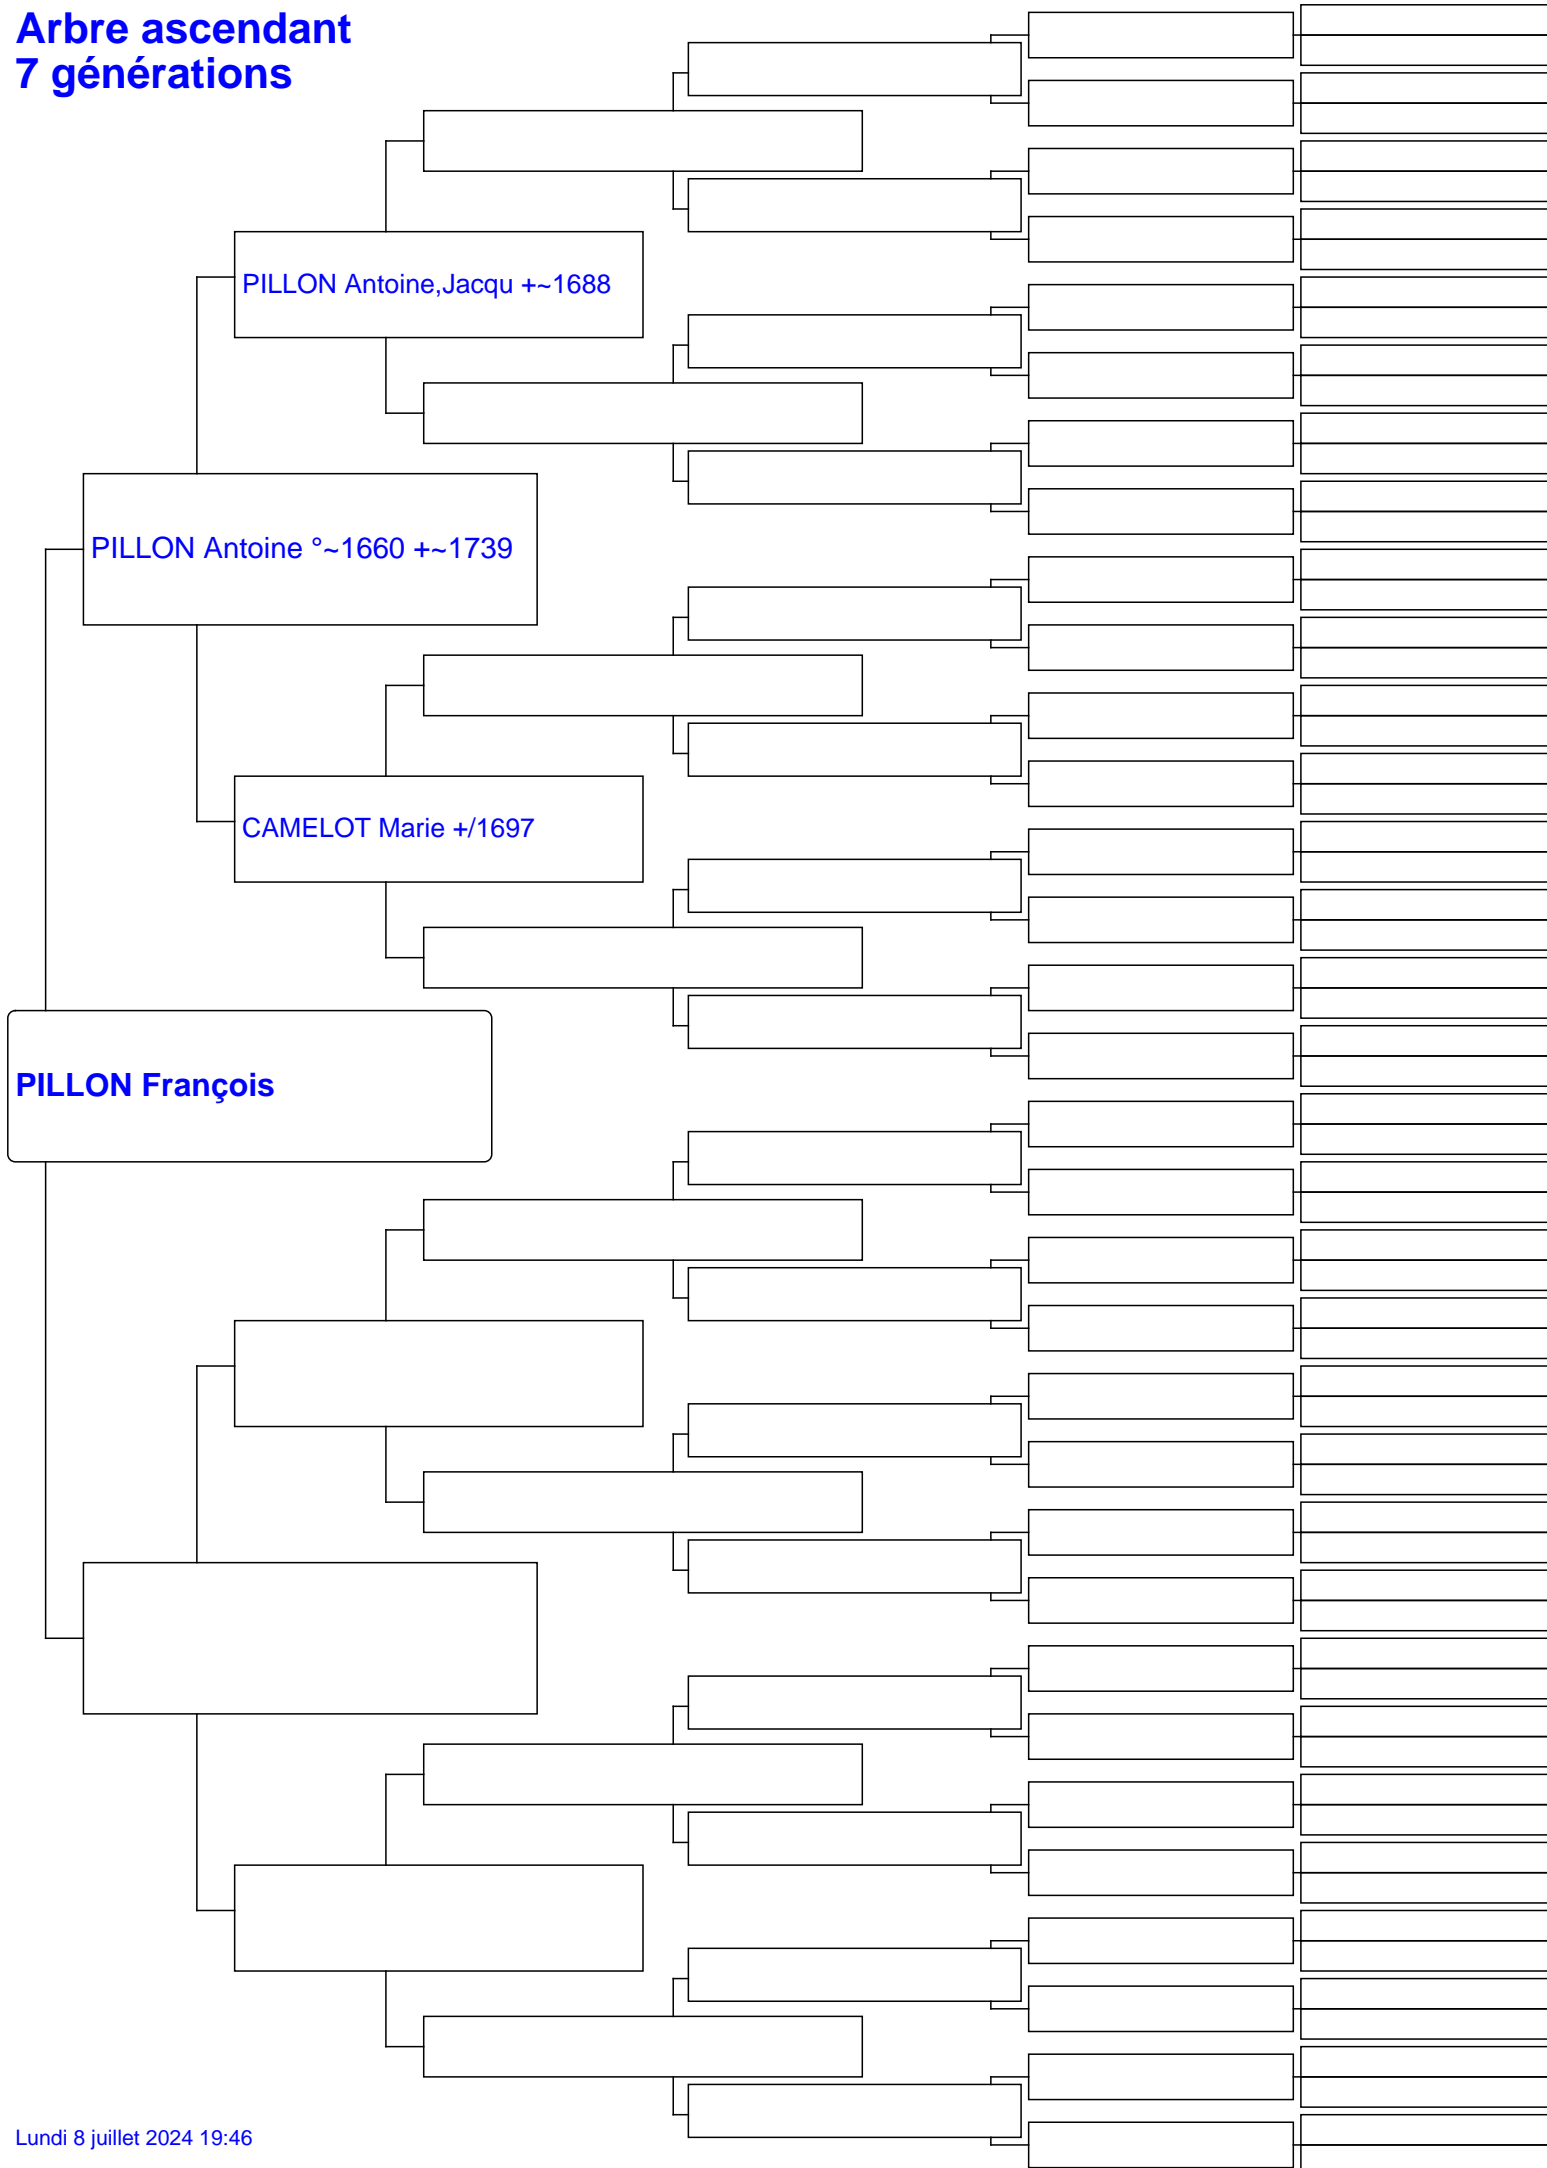 Arbre ascendant
7 générations
PILLON Antoine,Jacqu +~1688
PILLON Antoine °~1660 +~1739
CAMELOT Marie +/1697
PILLON François
Lundi 8 juillet 2024 19:46